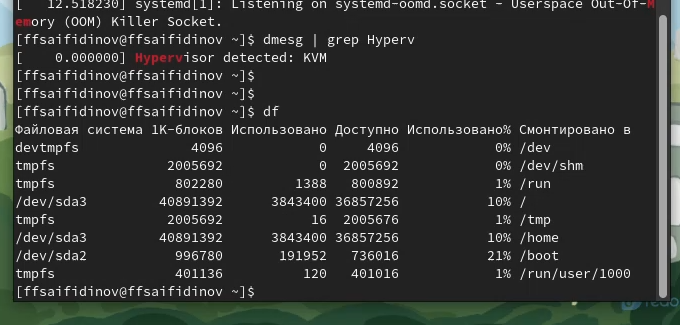 [   12.518230] systemd[1]: Listening on systemd-oomd.socket - Userspace Out-Of-M
emory (OOM) Killer Socket.
[ffsaifidinov@ffsaifidinov ~]$ dmesg | grep Hyperv
[    0.000000] Hypervisor detected: KVM
[ffsaifidinov@ffsaifidinov ~]$
[ffsaifidinov@ffsaifidinov ~]$
[ffsaifidinov@ffsaifidinov ~]$ df
Файловая система 1K-блоков Использовано Доступно Использовано% Смонтировано в
devtmpfs 4096 0 4096 0% /dev
tmpfs 2005692 0 2005692 0% /dev/shm
tmpfs 802280 1388 800892 1% /run
/dev/sda3 40891392 3843400 36857256 10% /
tmpfs 2005692 16 2005676 1% /tmp
/dev/sda3 40891392 3843400 36857256 10% /home
/dev/sda2 996780 191952 736016 21% /boot
tmpfs 401136 120 401016 1% /run/user/1000
[ffsaifidinov@ffsaifidinov ~]$